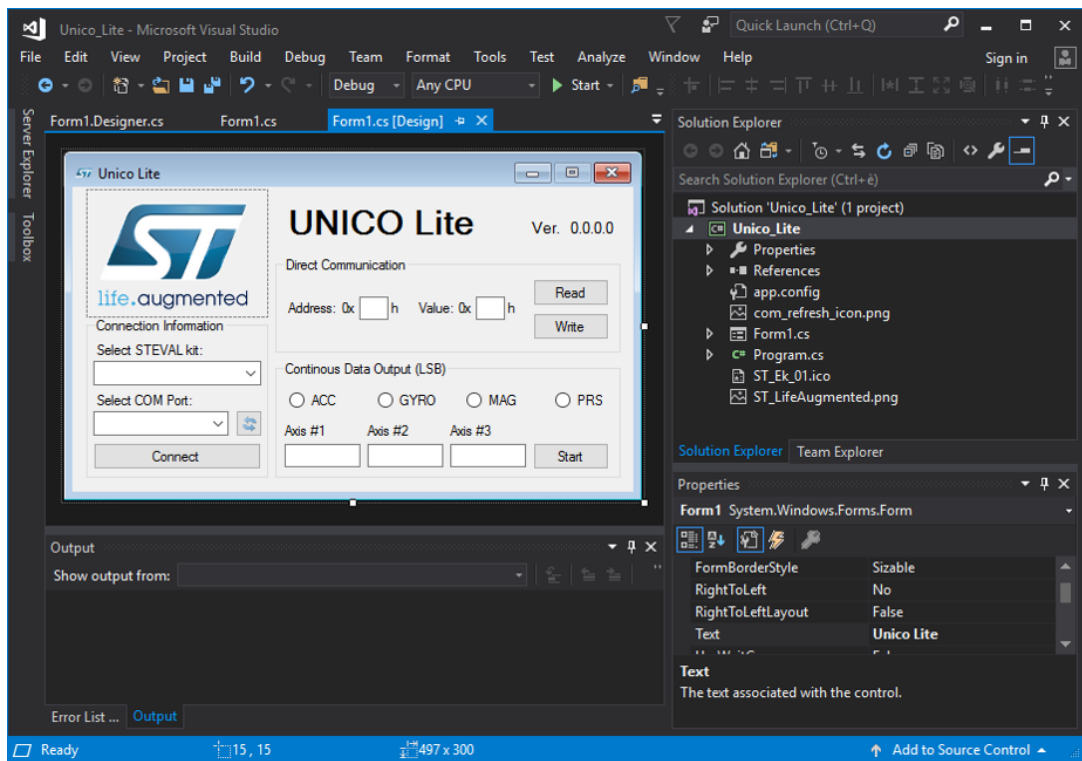 Unico_Lite - Microsoft Visual Studio
Quick Launch (Ctrl+Q)
File Edit View Project Build Debug Team Format Tools Test Analyze Window Help
Sign in
Debug Any CPU Start
Server Explorer
Toolbox
Form1.Designer.cs Form1.cs Form1.cs [Design]
Unico Lite
ST
life.augmented
UNICO Lite Ver. 0.0.0.0
Direct Communication
Address: 0x h Value: 0x h
Read
Write
Connection Information
Select STEVAL kit:
Select COM Port:
Connect
Continous Data Output (LSB)
ACC GYRO MAG PRS
Axis #1 Axis #2 Axis #3
Start
Output
Show output from:
Error List ... Output
Solution Explorer
Search Solution Explorer (Ctrl+è)
Solution 'Unico_Lite' (1 project)
C# Unico_Lite
Properties
References
app.config
com_refresh_icon.png
Form1.cs
C# Program.cs
ST_Ek_01.ico
ST_LifeAugmented.png
Solution Explorer Team Explorer
Properties
Form1 System.Windows.Forms.Form
FormBorderStyle Sizable
RightToLeft No
RightToLeftLayout False
Text Unico Lite
Text
The text associated with the control.
Ready 15 , 15 497 x 300 Add to Source Control